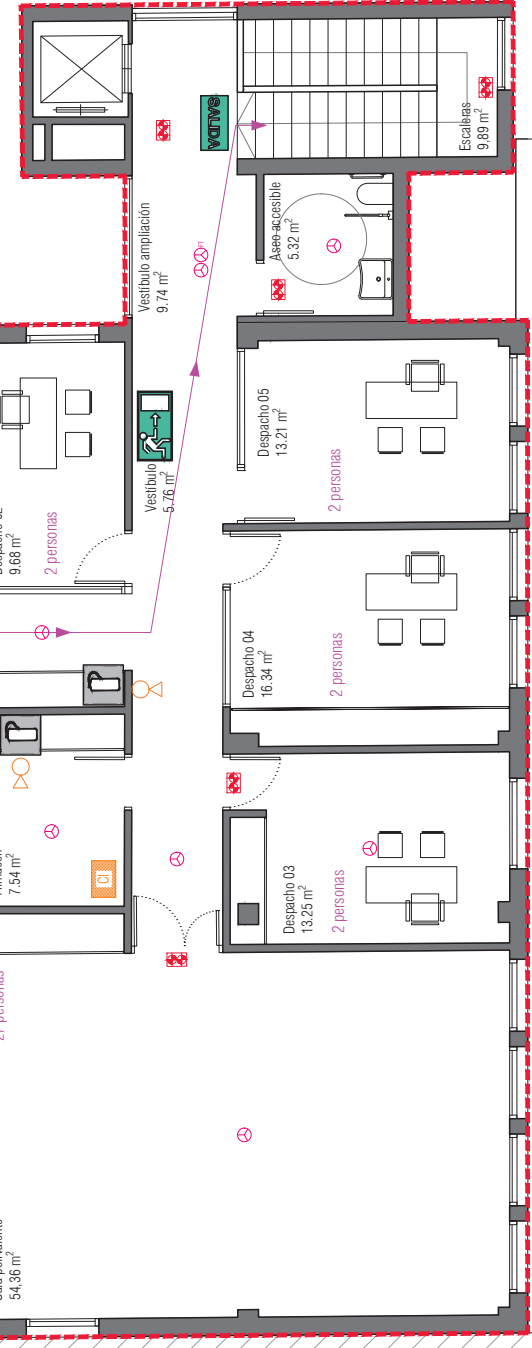 SALIDA
Escaleras
9,89 m²
Aseo accesible
5.32 m²
Vestíbulo ampliación
9.74 m²
Despacho 05
13.21 m²
2 personas
Vestíbulo
5.76 m²
9.68 m²
2 personas
Despacho 04
16.34 m²
2 personas
7.54 m²
CI
Despacho 03
13.25 m²
2 personas
personas
54,36 m²